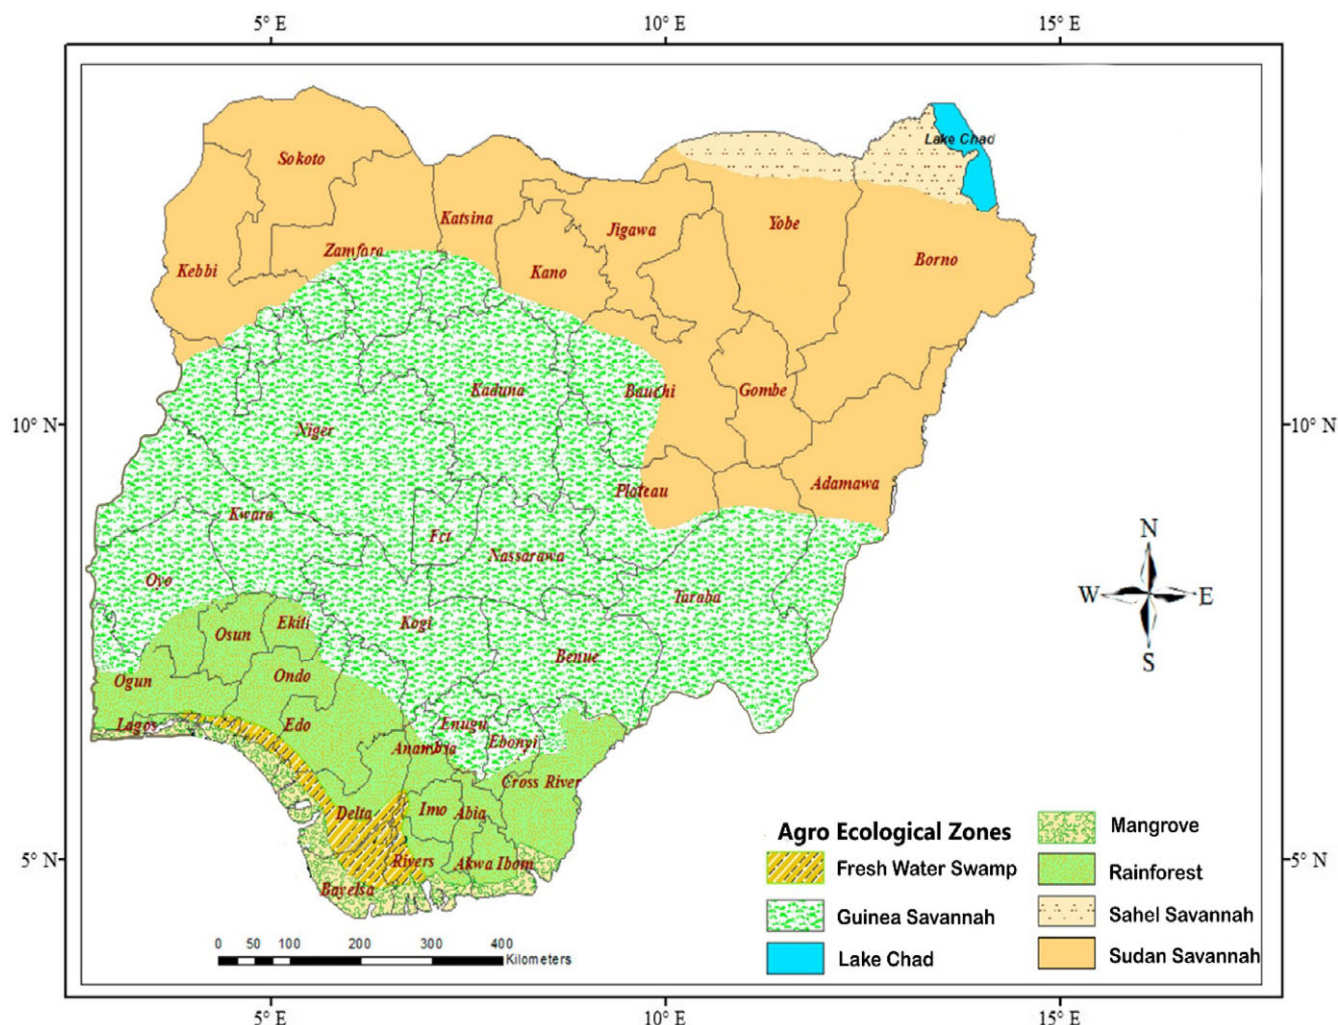 5° E
10° E
15° E
Lake Chad
Sokoto
Katsina
Jigawa
Yobe
Zamfara
Borno
Kebbi
Kano
Kaduna
Bauchi
Gombe
10° N
10° N
Niger
Adamawa
Plateau
Kwara
Fct
Nassarawa
N
W
E
S
Oyo
Taraba
Kogi
Ekiti
Osun
Benue
Ondo
Ogun
Lagos
Edo
Enugu
Ebonyi
Anambra
Cross River
Delta
Imo
Abia
Rivers
Akwa Ibom
Bayelsa
5° N
5° N
Agro Ecological Zones
Fresh Water Swamp
Guinea Savannah
Lake Chad
Mangrove
Rainforest
Sahel Savannah
Sudan Savannah
0 50 100 200 300 400
Kilometers
5° E
10° E
15° E